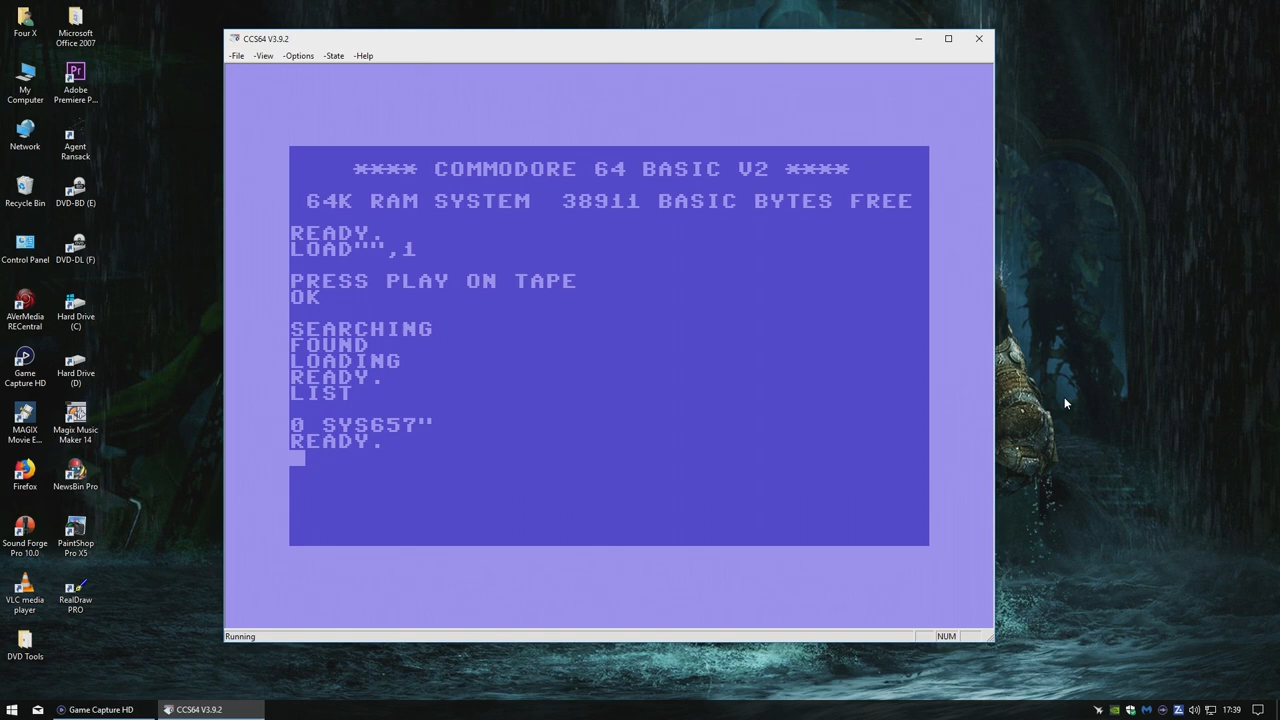 Four X
Microsoft Office 2007
My Computer
Adobe Premiere P...
Network
Agent Ransack
Recycle Bin
DVD-BD (E)
Control Panel
DVD-DL (F)
AVerMedia RECentral
Hard Drive (C)
Game Capture HD
Hard Drive (D)
MAGIX Movie E...
Magix Music Maker 14
Firefox
NewsBin Pro
Sound Forge Pro 10.0
PaintShop Pro X5
VLC media player
RealDraw PRO
DVD Tools
CCS64 V3.9.2
-File -View -Options -State -Help
**** COMMODORE 64 BASIC V2 ****
64K RAM SYSTEM  38911 BASIC BYTES FREE
READY.
LOAD"",1
PRESS PLAY ON TAPE
OK
SEARCHING
FOUND
LOADING
READY.
LIST
0 SYS657"
READY.
Running
NUM
Game Capture HD
CCS64 V3.9.2
17:39